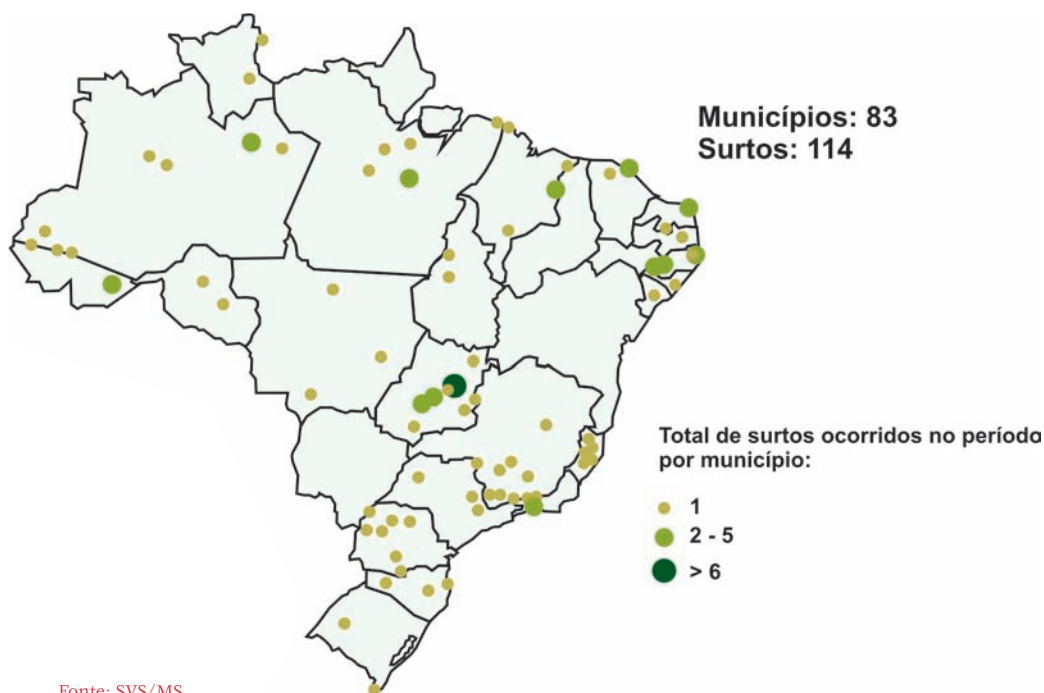 Municípios: 83
Surtos: 114
Total de surtos ocorridos no período
por município:
1
2 - 5
> 6
Fonte: SVS/MS